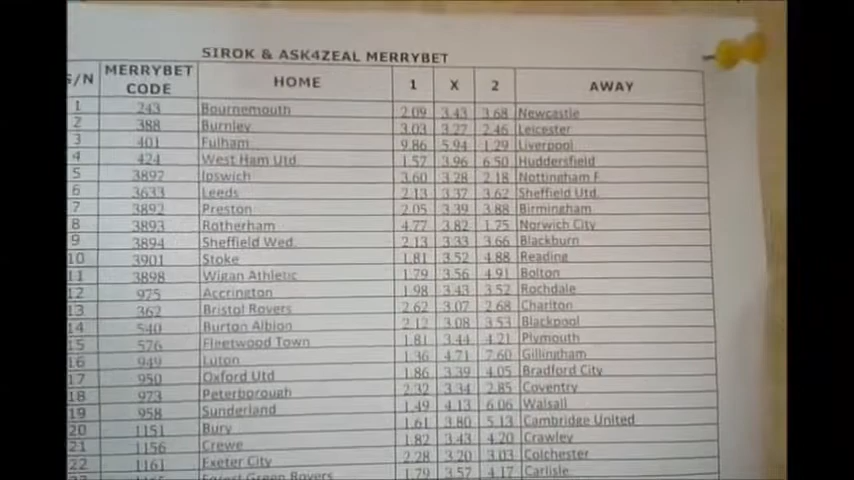 SIROK & ASK4ZEAL MERRYBET
S/N MERRYBET CODE HOME 1 X 2 AWAY
1 243 Bournemouth 2.09 3.43 3.68 Newcastle
2 388 Burnley 3.03 3.27 2.46 Leicester
3 401 Fulham 9.86 5.94 1.29 Liverpool
4 424 West Ham Utd 1.57 3.96 6.50 Huddersfield
5 3897 Ipswich 3.60 3.28 2.18 Nottingham F
6 3633 Leeds 2.13 3.37 3.62 Sheffield Utd.
7 3892 Preston 2.05 3.39 3.88 Birmingham
8 3893 Rotherham 4.77 3.82 1.75 Norwich City
9 3894 Sheffield Wed. 2.13 3.33 3.66 Blackburn
10 3901 Stoke 1.81 3.52 4.88 Reading
11 3898 Wigan Athletic 1.79 3.56 4.91 Bolton
12 975 Accrington 1.98 3.43 3.52 Rochdale
13 362 Bristol Rovers 2.62 3.07 2.68 Charlton
14 540 Burton Albion 2.12 3.08 3.53 Blackpool
15 576 Fleetwood Town 1.81 3.44 4.21 Plymouth
16 949 Luton 1.36 4.71 7.60 Gillingham
17 950 Oxford Utd 1.86 3.39 4.05 Bradford City
18 973 Peterborough 2.32 3.34 2.85 Coventry
19 958 Sunderland 1.49 4.13 6.06 Walsall
20 1151 Bury 1.61 3.80 5.13 Cambridge United
21 1156 Crewe 1.82 3.43 4.20 Crawley
22 1161 Exeter City 2.28 3.20 3.03 Colchester
Forest Green Rovers 1.79 3.57 4.17 Carlisle